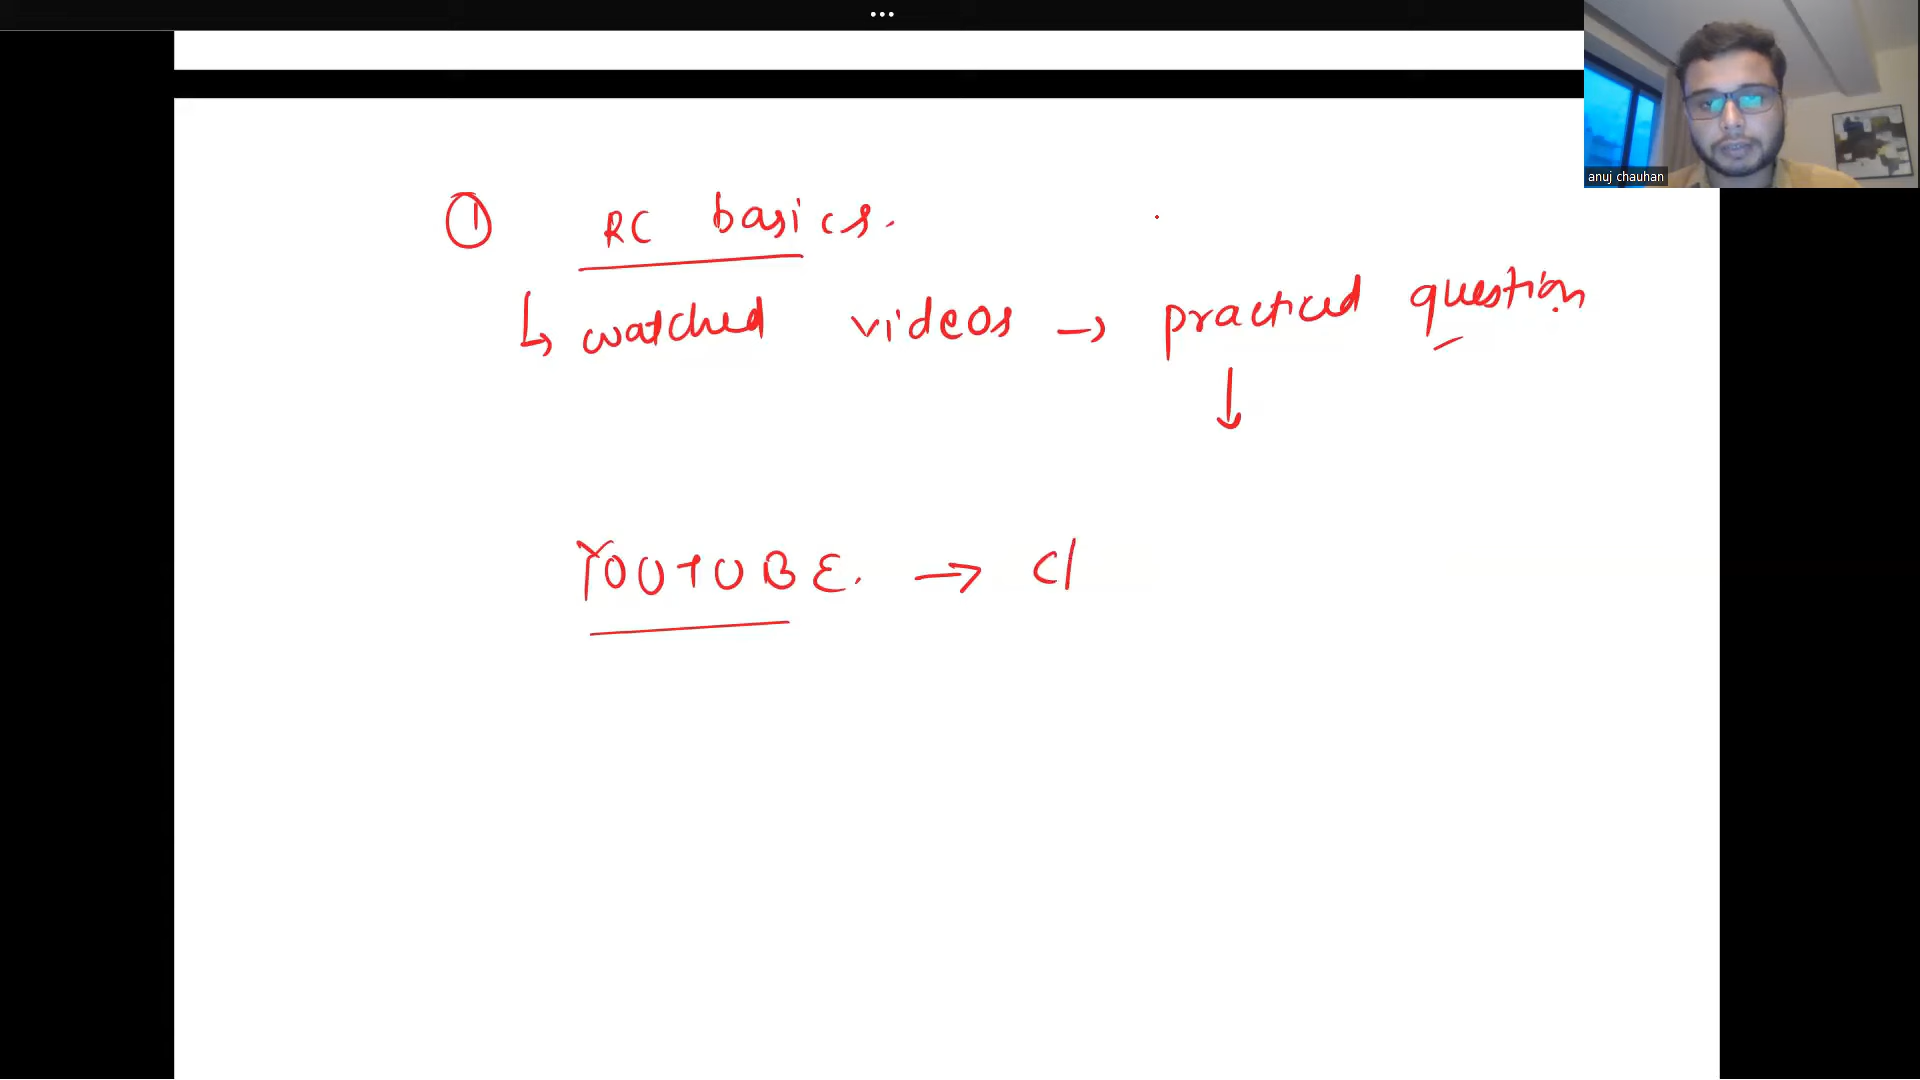 ...
anuj chauhan
① RC basics.
↳ watched videos → practiced question
↓
YOUTUBE. → Cl